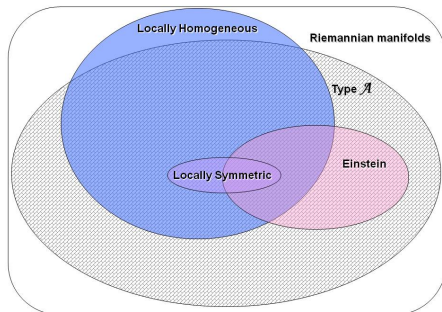 Locally Homogeneous
Riemannian manifolds
Type 𝒜
Einstein
Locally Symmetric